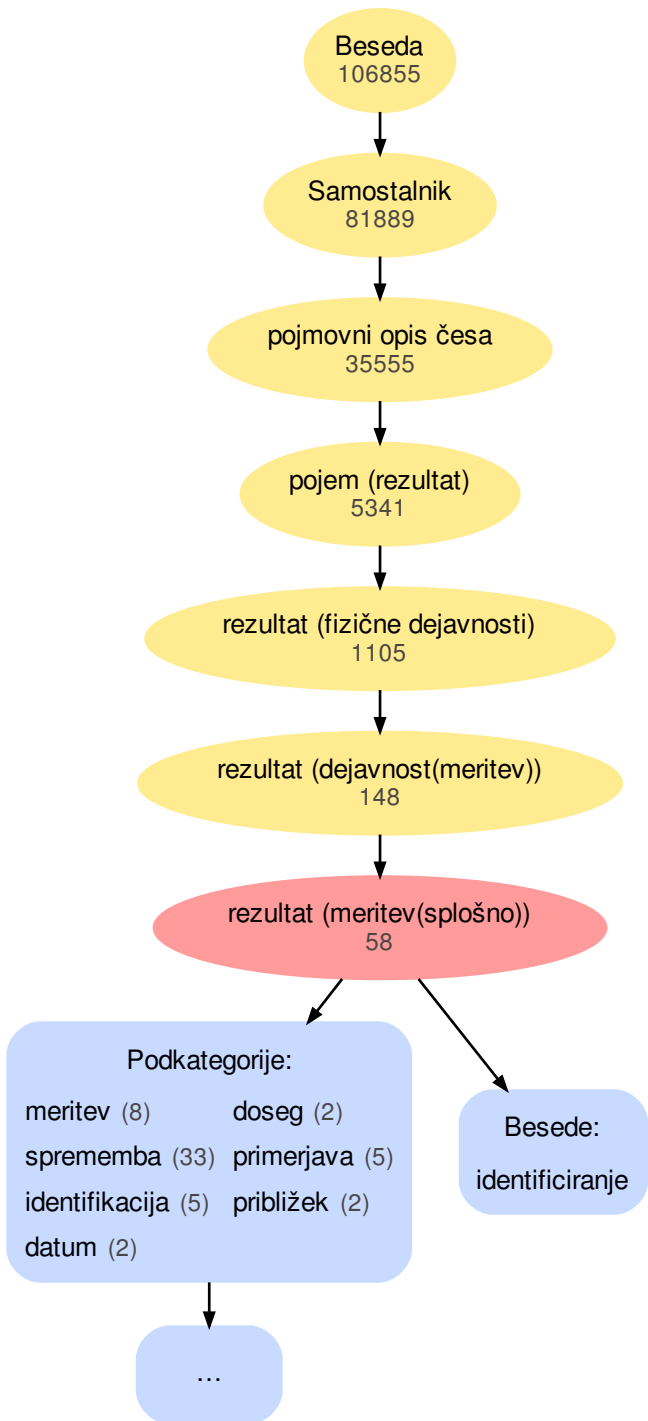 Beseda
106855
Samostalnik
81889
pojmovni opis česa
35555
pojem (rezultat)
5341
rezultat (fizične dejavnosti)
1105
rezultat (dejavnost(meritev))
148
rezultat (meritev(splošno))
58
Podkategorije:
meritev (8) doseg (2)
sprememba (33) primerjava (5)
identifikacija (5) približek (2)
datum (2)
Besede:
identificiranje
…